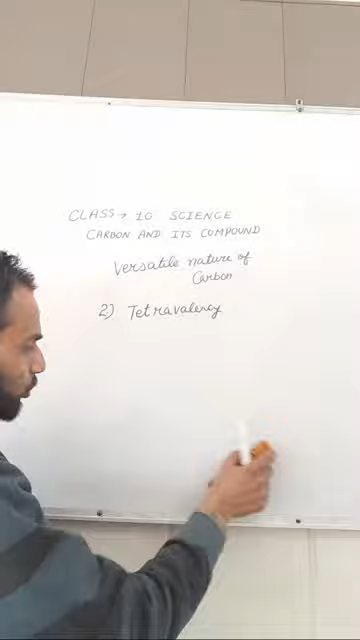 CLASS → 10 SCIENCE
CARBON AND ITS COMPOUND
Versatile nature of
Carbon
2) Tetravalency